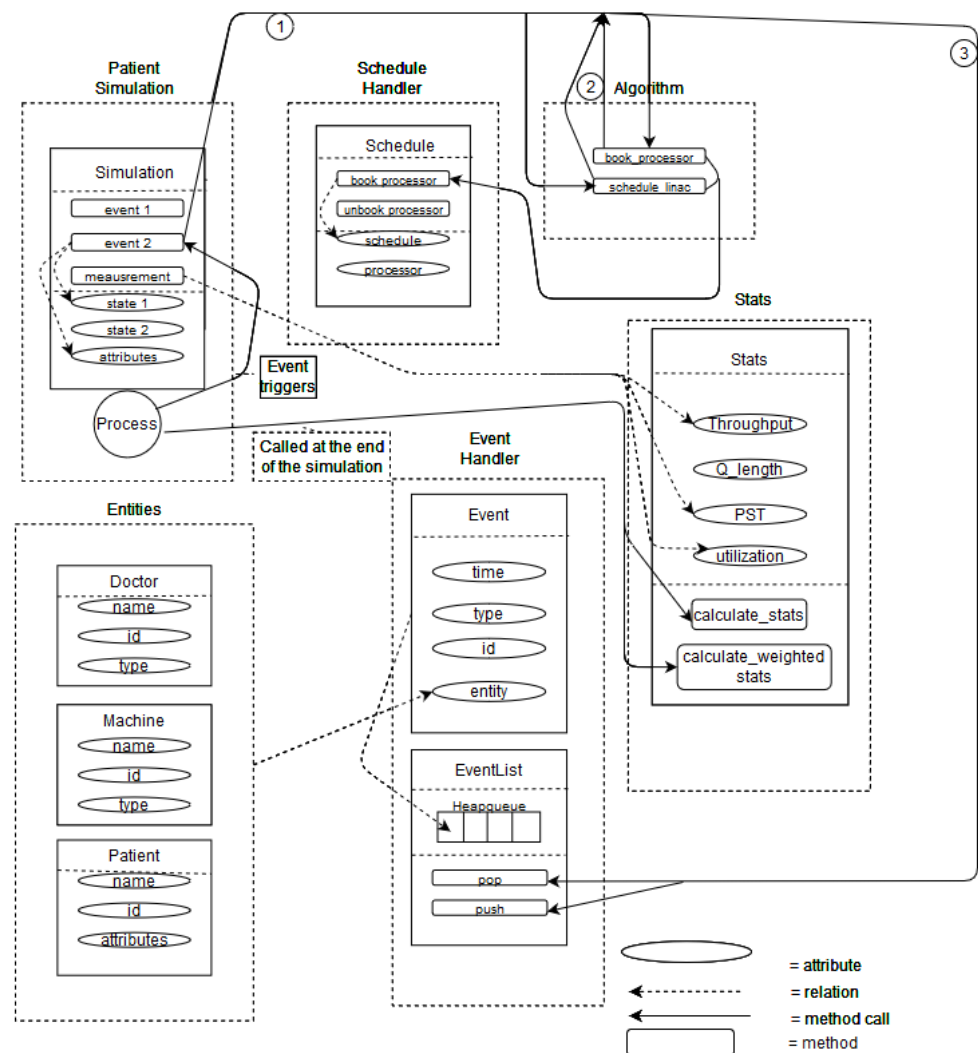 1
3
Patient
Simulation
Schedule
Handler
2
Algorithm
Simulation
event 1
event 2
meausrement
state 1
state 2
attributes
Process
Schedule
book processor
unbook processor
schedule
processor
book_processor
schedule_linac
Event
triggers
Called at the end
of the simulation
Stats
Stats
Throughput
Q_length
PST
utilization
calculate_stats
calculate_weighted
stats
Entities
Doctor
name
id
type
Machine
name
id
type
Patient
name
id
attributes
Event
Handler
Event
time
type
id
entity
EventList
Heapqueue
pop
push
= attribute
= relation
= method call
= method